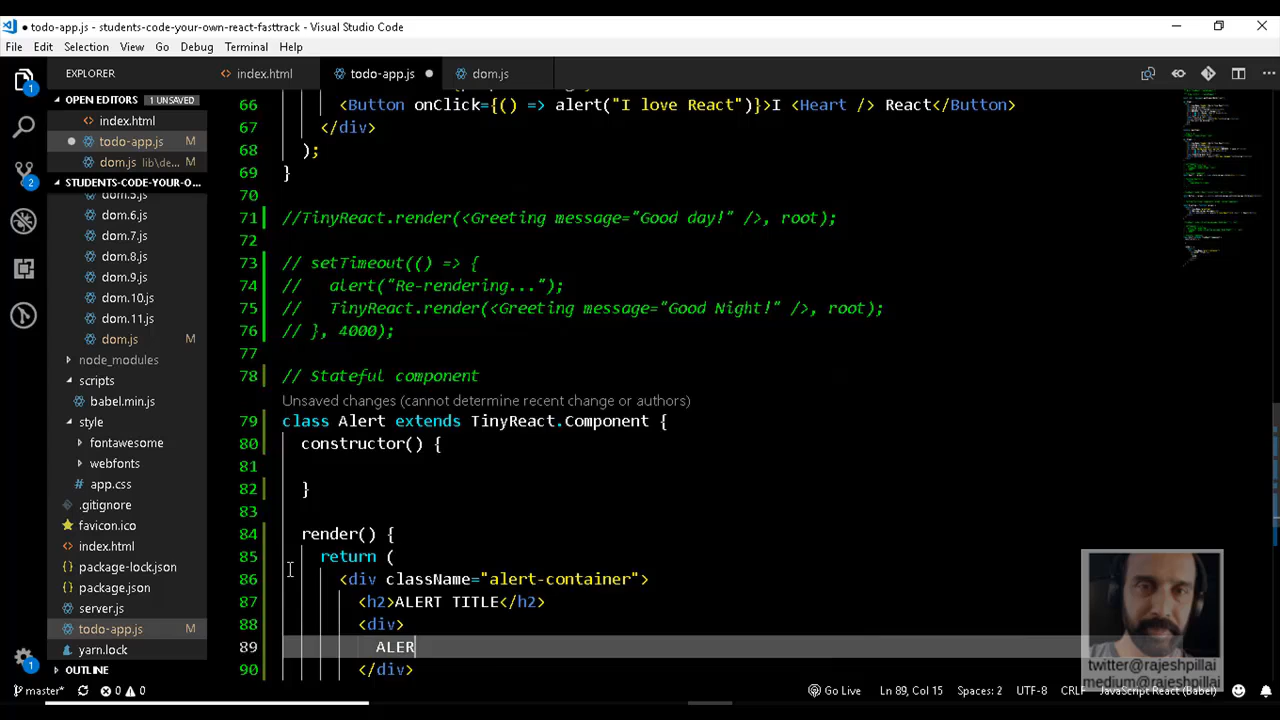 todo-app.js - students-code-your-own-react-fasttrack - Visual Studio Code
File Edit Selection View Go Debug Terminal Help
EXPLORER
index.html
todo-app.js
dom.js
OPEN EDITORS 1 UNSAVED
index.html
todo-app.js M
dom.js lib\de... M
STUDENTS-CODE-YOUR-O...
dom.5.js
dom.6.js
dom.7.js
dom.8.js
dom.9.js
dom.10.js
dom.11.js
dom.js M
node_modules
scripts
babel.min.js
style
fontawesome
webfonts
app.css
.gitignore
favicon.ico
index.html
package-lock.json
package.json
server.js
todo-app.js M
yarn.lock
OUTLINE
1
2
1
66 <Button onClick={() => alert("I love React")}>I <Heart /> React</Button>
67 </div>
68 );
69 }
70
71 //TinyReact.render(<Greeting message="Good day!" />, root);
72
73 // setTimeout(() => {
74 //   alert("Re-rendering...");
75 //   TinyReact.render(<Greeting message="Good Night!" />, root);
76 // }, 4000);
77
78 // Stateful component
Unsaved changes (cannot determine recent change or authors)
79 class Alert extends TinyReact.Component {
80 constructor() {
81
82 }
83
84 render() {
85 return (
86 <div className="alert-container">
87 <h2>ALERT TITLE</h2>
88 <div>
89 ALER
90 </div>
twitter@rajeshpillai
medium@rajeshpillai
master* 0 0 Go Live Ln 89, Col 15 Spaces: 2 UTF-8 CRLF JavaScript React (Babel)